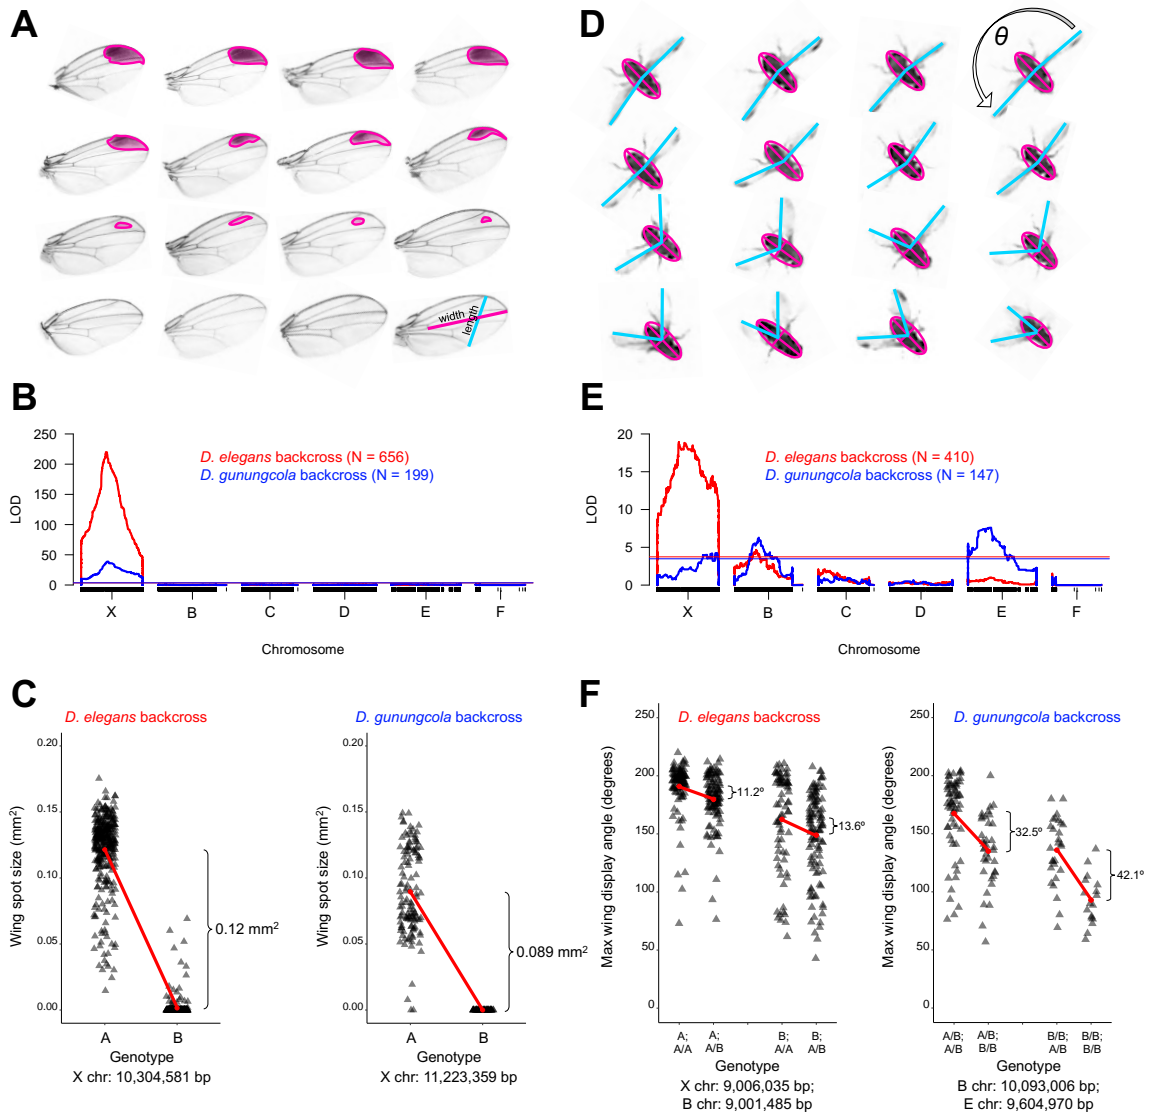 A
width
length
B
250
200
150
100
50
0
LOD
D. elegans backcross (N = 656)
D. gunungcola backcross (N = 199)
X
B
C
D
E
F
Chromosome
C
D. elegans backcross
0.20
0.15
0.10
0.05
0.00
Wing spot size (mm²)
0.12 mm²
A
B
Genotype
X chr: 10,304,581 bp
D. gunungcola backcross
0.20
0.15
0.10
0.05
0.00
Wing spot size (mm²)
0.089 mm²
A
B
Genotype
X chr: 11,223,359 bp
D
θ
E
20
15
10
5
0
LOD
D. elegans backcross (N = 410)
D. gunungcola backcross (N = 147)
X
B
C
D
E
F
Chromosome
F
D. elegans backcross
250
200
150
100
50
0
Max wing display angle (degrees)
11.2º
13.6º
A; A; B; B;
A/A A/B A/A A/B
Genotype
X chr: 9,006,035 bp;
B chr: 9,001,485 bp
D. gunungcola backcross
250
200
150
100
50
0
Max wing display angle (degrees)
32.5º
42.1º
A/B; A/B; B/B; B/B;
A/B B/B A/B B/B
Genotype
B chr: 10,093,006 bp;
E chr: 9,604,970 bp